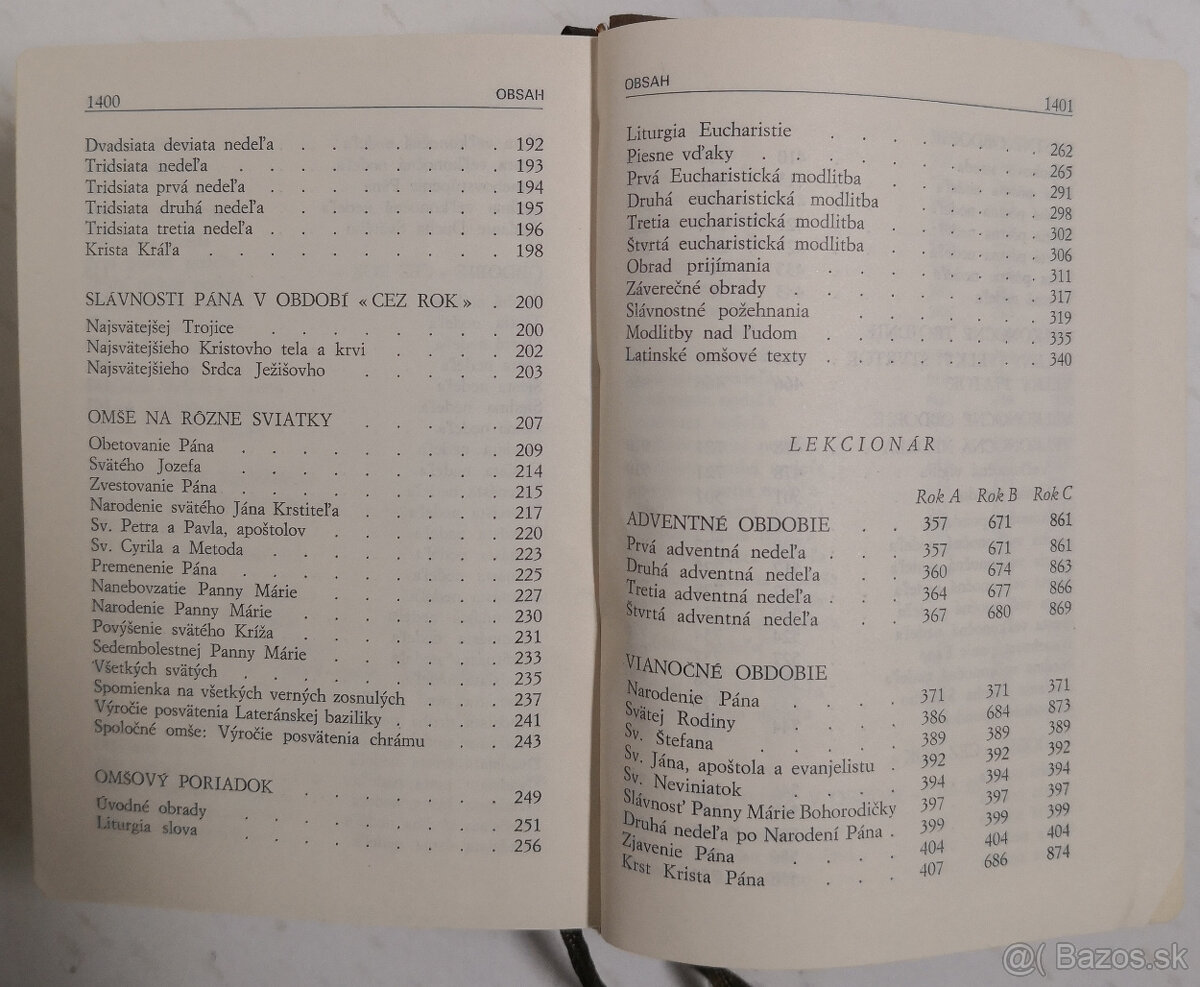 1400 OBSAH
Dvadsiata deviata nedeľa . . . . . . . . 192
Tridsiata nedeľa . . . . . . . . . . 193
Tridsiata prvá nedeľa . . . . . . . . . 194
Tridsiata druhá nedeľa . . . . . . . . 195
Tridsiata tretia nedeľa . . . . . . . . . 196
Krista Kráľa . . . . . . . . . . . 198
SLÁVNOSTI PÁNA V OBDOBÍ « CEZ ROK » . 200
Najsvätejšej Trojice . . . . . . . . . 200
Najsvätejšieho Kristovho tela a krvi . . . . 202
Najsvätejšieho Srdca Ježišovho . . . . . 203
OMŠE NA RÔZNE SVIATKY . . . . . 207
Obetovanie Pána . . . . . . . . . 209
Svätého Jozefa . . . . . . . . . . 214
Zvestovanie Pána . . . . . . . . . 215
Narodenie svätého Jána Krstiteľa . . . . . 217
Sv. Petra a Pavla, apoštolov . . . . . . 220
Sv. Cyrila a Metoda . . . . . . . . 223
Premenenie Pána . . . . . . . . . 225
Nanebovzatie Panny Márie . . . . . . 227
Narodenie Panny Márie . . . . . . . 230
Povýšenie svätého Kríža . . . . . . . 231
Sedembolestnej Panny Márie . . . . . . 233
Všetkých svätých . . . . . . . . . 235
Spomienka na všetkých verných zosnulých . . . 237
Výročie posvätenia Lateránskej baziliky . . . . 241
Spoločné omše: Výročie posvätenia chrámu . . 243
OMŠOVÝ PORIADOK . . . . . . . 249
Úvodné obrady . . . . . . . . . 251
Liturgia slova . . . . . . . . 256
OBSAH 1401
Liturgia Eucharistie . . . . . . . 262
Piesne vďaky . . . . . . . . . 265
Prvá Eucharistická modlitba . . . . . 291
Druhá eucharistická modlitba . . . . . 298
Tretia eucharistická modlitba . . . . . 302
Štvrtá eucharistická modlitba . . . . . 306
Obrad prijímania . . . . . . . 311
Záverečné obrady . . . . . . . . 317
Slávnostné požehnania . . . . . . 319
Modlitby nad ľudom . . . . . . . 335
Latinské omšové texty . . . . . . . 340
LEKCIONÁR
Rok A Rok B Rok C
ADVENTNÉ OBDOBIE . . 357 671 861
Prvá adventná nedeľa . . 357 671 861
Druhá adventná nedeľa . . 360 674 863
Tretia adventná nedeľa . . . 364 677 866
Štvrtá adventná nedeľa . . 367 680 869
VIANOČNÉ OBDOBIE
Narodenie Pána . . . . 371 371 371
Svätej Rodiny . . . . 386 684 873
Sv. Štefana . . . . . 389 389 389
Sv. Jána, apoštola a evanjelistu . 392 392 392
Sv. Neviniatok . . . . 394 394 394
Slávnosť Panny Márie Bohorodičky 397 397 397
Druhá nedeľa po Narodení Pána . 399 399 399
Zjavenie Pána . . . . 404 404 404
Krst Krista Pána . . . 407 686 874
@( Bazos.sk